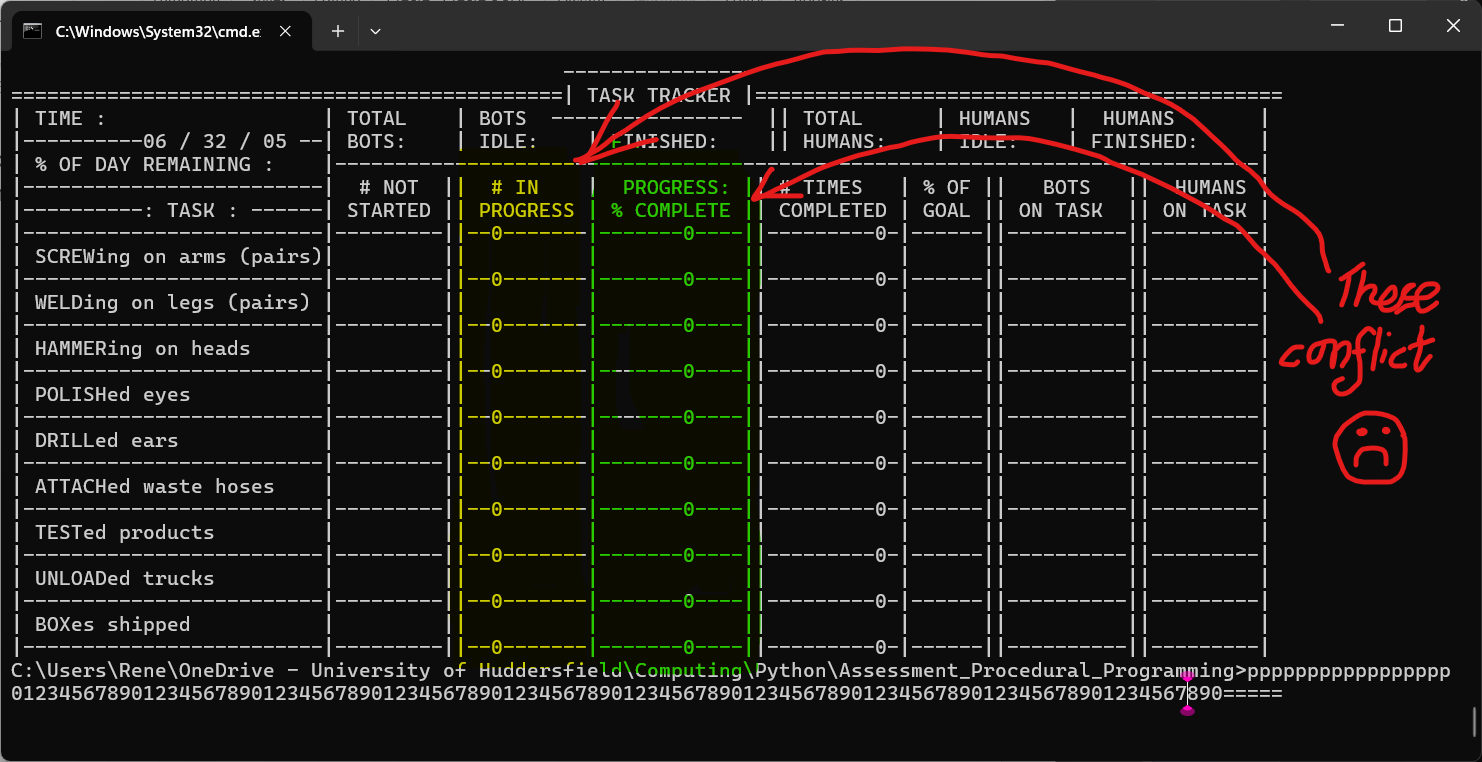 C:\Windows\System32\cmd.e
| TASK TRACKER |
| TIME : | TOTAL | BOTS || TOTAL | HUMANS | HUMANS |
|----------06 / 32 / 05 --| BOTS: | IDLE: FINISHED: || HUMANS: | IDLE: | FINISHED: |
| % OF DAY REMAINING :
# NOT || # IN | PROGRESS: || # TIMES | % OF || BOTS || HUMANS |
|----------: TASK : ------| STARTED || PROGRESS | % COMPLETE || COMPLETED | GOAL || ON TASK || ON TASK |
--0------- -------0---- ---------0-
SCREWing on arms (pairs)
--0------- -------0---- ---------0-
WELDing on legs (pairs)
--0------- -------0---- ---------0-
HAMMERing on heads
--0------- -------0---- ---------0-
POLISHed eyes
--0------- -------0---- ---------0-
DRILLed ears
--0------- -------0---- ---------0-
ATTACHed waste hoses
--0------- -------0---- ---------0-
TESTed products
--0------- -------0---- ---------0-
UNLOADed trucks
--0------- -------0---- ---------0-
BOXes shipped
--0------- -------0---- ---------0-
C:\Users\Rene\OneDrive - University of Huddersfield\Computing\Python\Assessment_Procedural_Programming>ppppppppppppppppp
01234567890123456789012345678901234567890123456789012345678901234567890123456789012345678901234567890=====
These
conflict